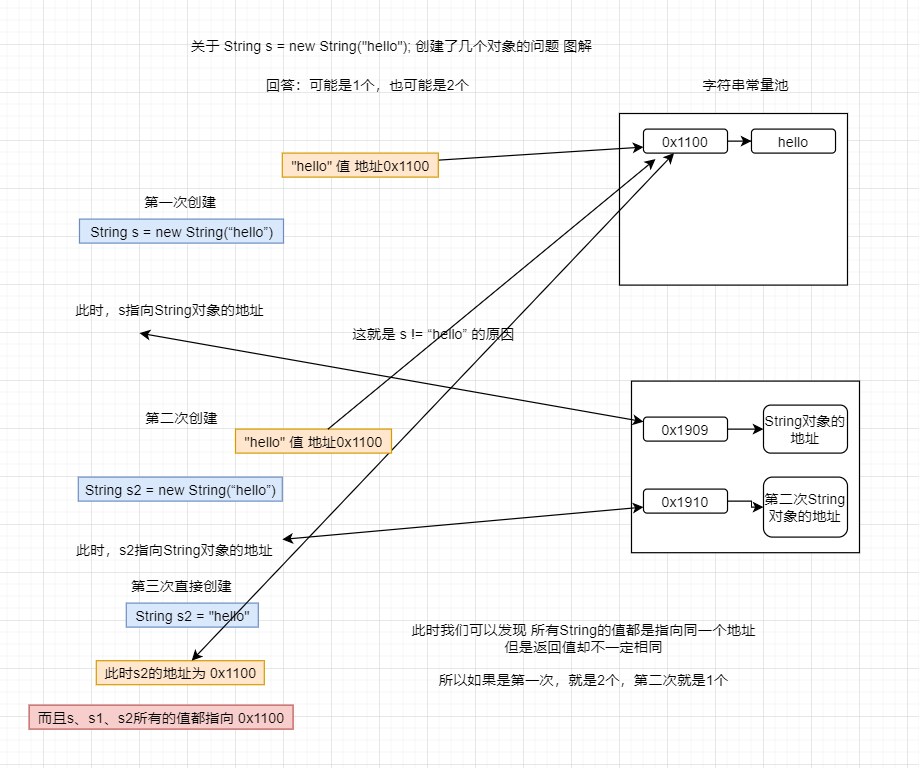 关于 String s = new String("hello"); 创建了几个对象的问题 图解
回答：可能是1个，也可能是2个
字符串常量池
0x1100
hello
"hello" 值 地址0x1100
第一次创建
String s = new String(“hello”)
此时，s指向String对象的地址
这就是 s != “hello” 的原因
第二次创建
"hello" 值 地址0x1100
0x1909
String对象的
地址
String s2 = new String(“hello”)
0x1910
第二次String
对象的地址
此时，s2指向String对象的地址
第三次直接创建
String s2 = "hello"
此时我们可以发现 所有String的值都是指向同一个地址
但是返回值却不一定相同
此时s2的地址为 0x1100
所以如果是第一次，就是2个，第二次就是1个
而且s、s1、s2所有的值都指向 0x1100